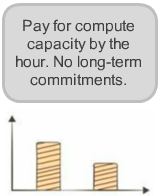 Pay for compute
capacity by the
hour. No long-term
commitments.